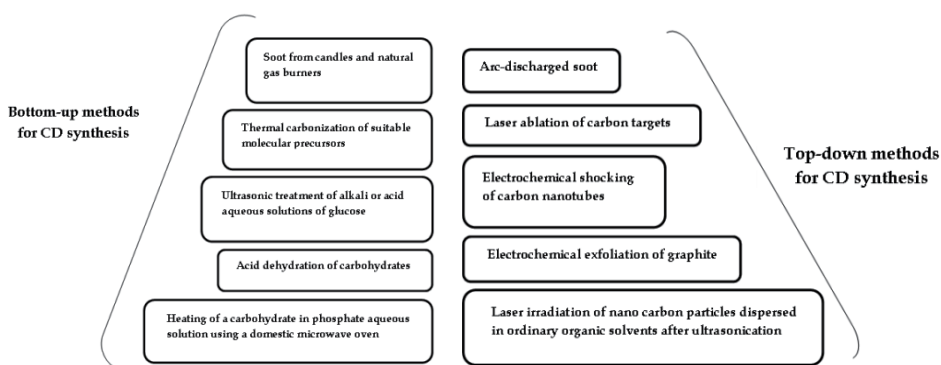 Bottom-up methods
for CD synthesis
Soot from candles and natural
gas burners
Thermal carbonization of suitable
molecular precursors
Ultrasonic treatment of alkali or acid
aqueous solutions of glucose
Acid dehydration of carbohydrates
Heating of a carbohydrate in phosphate aqueous
solution using a domestic microwave oven
Arc-discharged soot
Laser ablation of carbon targets
Electrochemical shocking
of carbon nanotubes
Electrochemical exfoliation of graphite
Laser irradiation of nano carbon particles dispersed
in ordinary organic solvents after ultrasonication
Top-down methods
for CD synthesis